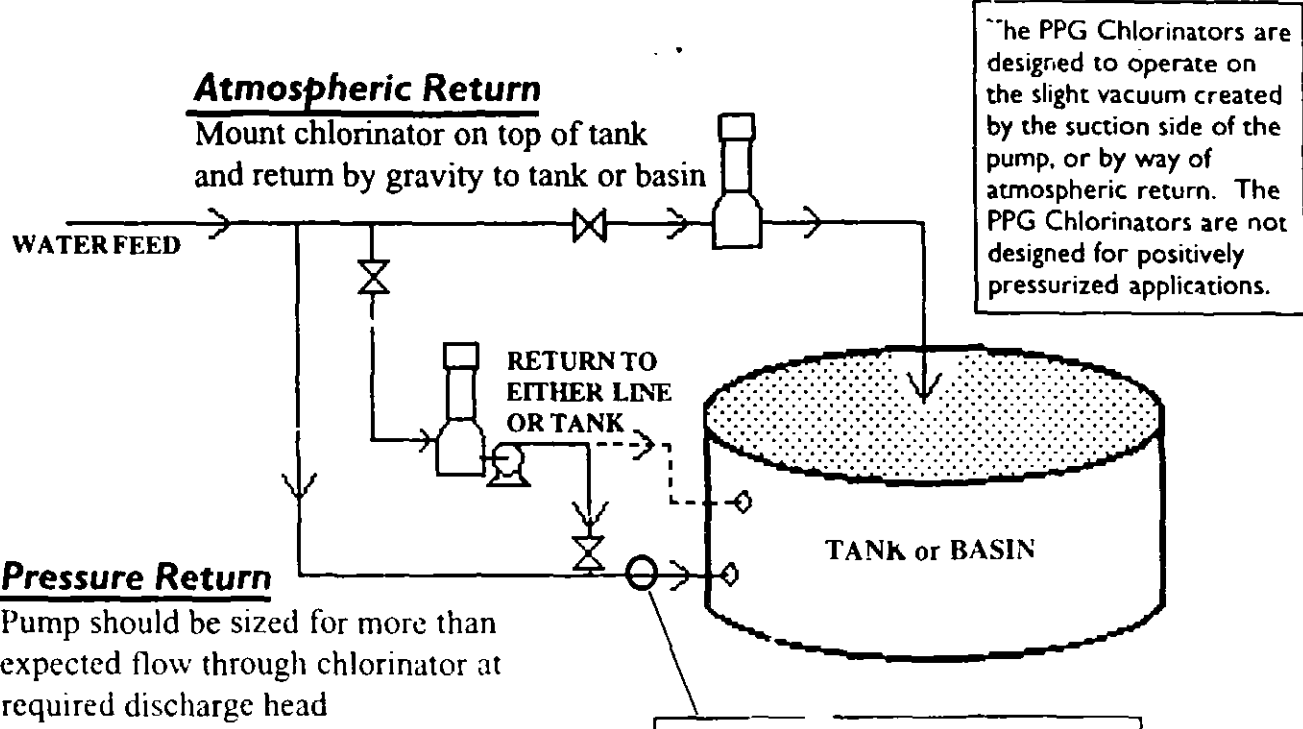 Atmospheric Return
Mount chlorinator on top of tank
and return by gravity to tank or basin
WATER FEED
he PPG Chlorinators are
designed to operate on
the slight vacuum created
by the suction side of the
pump, or by way of
atmospheric return. The
PPG Chlorinators are not
designed for positively
pressurized applications.
RETURN TO
EITHER LINE
OR TANK
TANK or BASIN
Pressure Return
Pump should be sized for more than
expected flow through chlorinator at
required discharge head